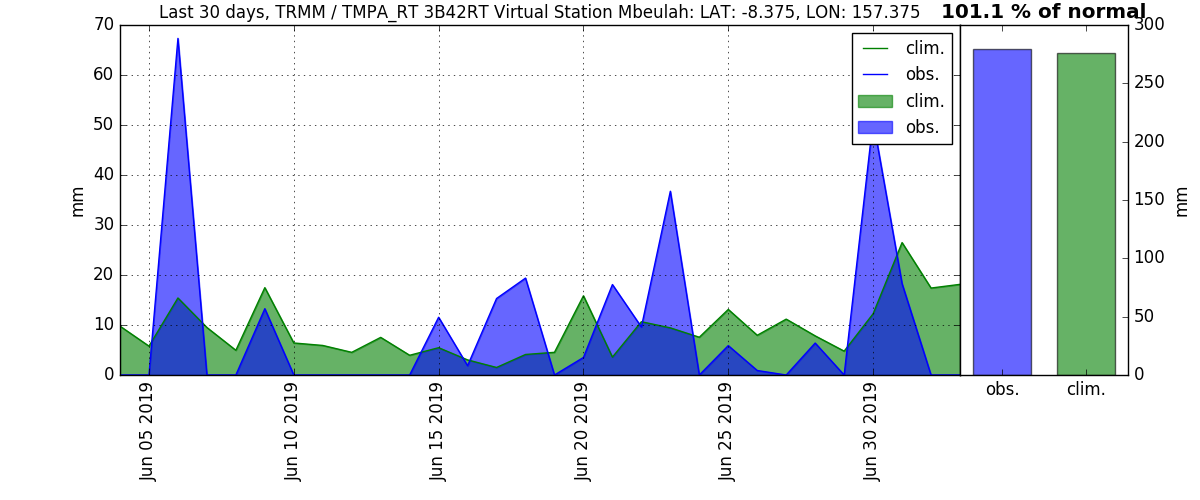 Last 30 days, TRMM / TMPA_RT 3B42RT Virtual Station Mbeulah: LAT: -8.375, LON: 157.375
101.1 % of normal
70
60
50
40
30
20
10
0
mm
clim.
obs.
clim.
obs.
Jun 05 2019
Jun 10 2019
Jun 15 2019
Jun 20 2019
Jun 25 2019
Jun 30 2019
300
250
200
150
100
50
0
mm
obs.
clim.